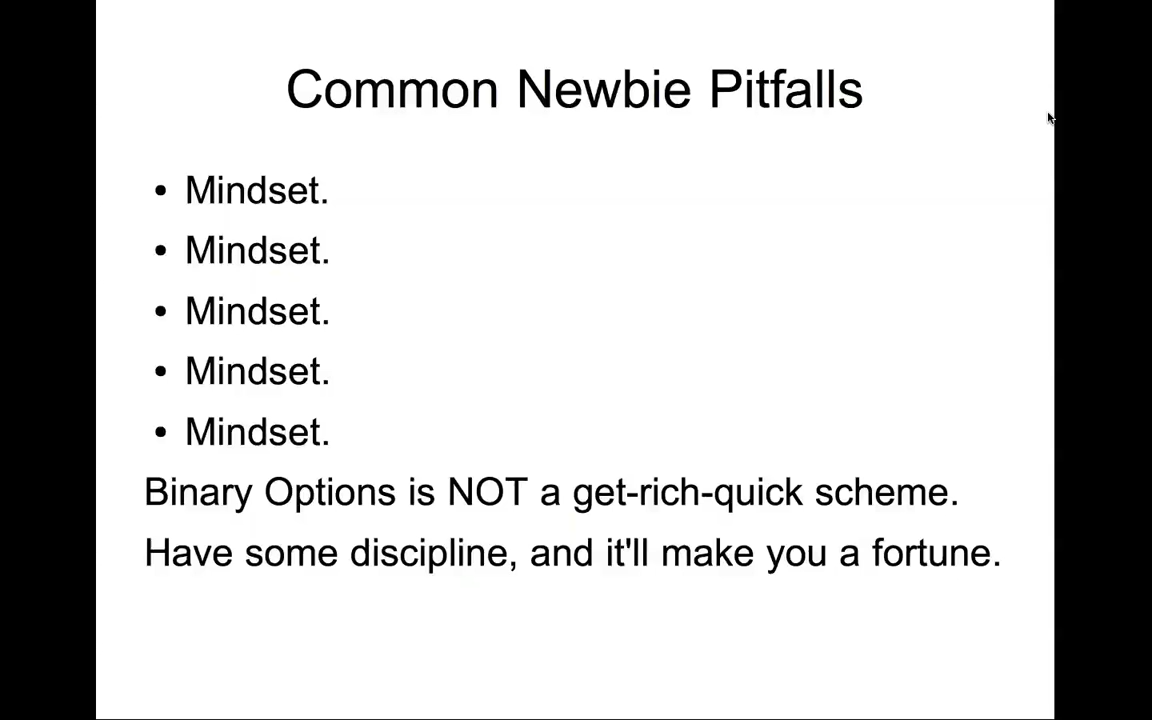 Common Newbie Pitfalls
• Mindset.
• Mindset.
• Mindset.
• Mindset.
• Mindset.
Binary Options is NOT a get-rich-quick scheme.
Have some discipline, and it'll make you a fortune.